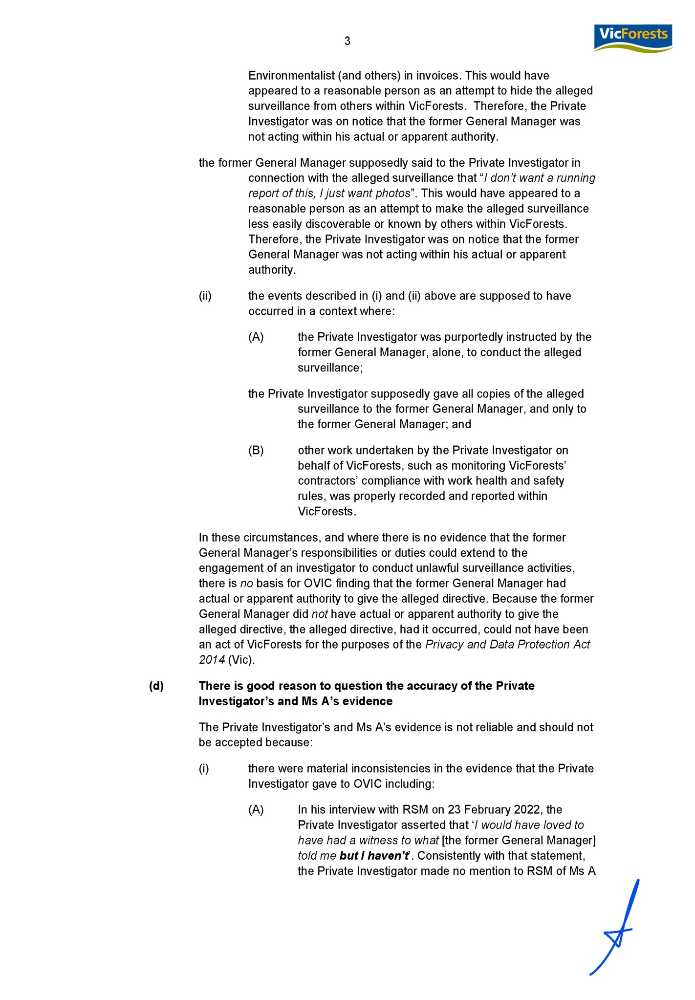 3
VicForests
Environmentalist (and others) in invoices. This would have
appeared to a reasonable person as an attempt to hide the alleged
surveillance from others within VicForests.  Therefore, the Private
Investigator was on notice that the former General Manager was
not acting within his actual or apparent authority.
the former General Manager supposedly said to the Private Investigator in
connection with the alleged surveillance that “I don’t want a running
report of this, I just want photos”. This would have appeared to a
reasonable person as an attempt to make the alleged surveillance
less easily discoverable or known by others within VicForests.
Therefore, the Private Investigator was on notice that the former
General Manager was not acting within his actual or apparent
authority.
(ii) the events described in (i) and (ii) above are supposed to have
occurred in a context where:
(A) the Private Investigator was purportedly instructed by the
former General Manager, alone, to conduct the alleged
surveillance;
the Private Investigator supposedly gave all copies of the alleged
surveillance to the former General Manager, and only to
the former General Manager; and
(B) other work undertaken by the Private Investigator on
behalf of VicForests, such as monitoring VicForests’
contractors’ compliance with work health and safety
rules, was properly recorded and reported within
VicForests.
In these circumstances, and where there is no evidence that the former
General Manager’s responsibilities or duties could extend to the
engagement of an investigator to conduct unlawful surveillance activities,
there is no basis for OVIC finding that the former General Manager had
actual or apparent authority to give the alleged directive. Because the former
General Manager did not have actual or apparent authority to give the
alleged directive, the alleged directive, had it occurred, could not have been
an act of VicForests for the purposes of the Privacy and Data Protection Act
2014 (Vic).
(d) There is good reason to question the accuracy of the Private
Investigator’s and Ms A’s evidence
The Private Investigator’s and Ms A’s evidence is not reliable and should not
be accepted because:
(i) there were material inconsistencies in the evidence that the Private
Investigator gave to OVIC including:
(A) In his interview with RSM on 23 February 2022, the
Private Investigator asserted that ‘I would have loved to
have had a witness to what [the former General Manager]
told me but I haven’t’. Consistently with that statement,
the Private Investigator made no mention to RSM of Ms A